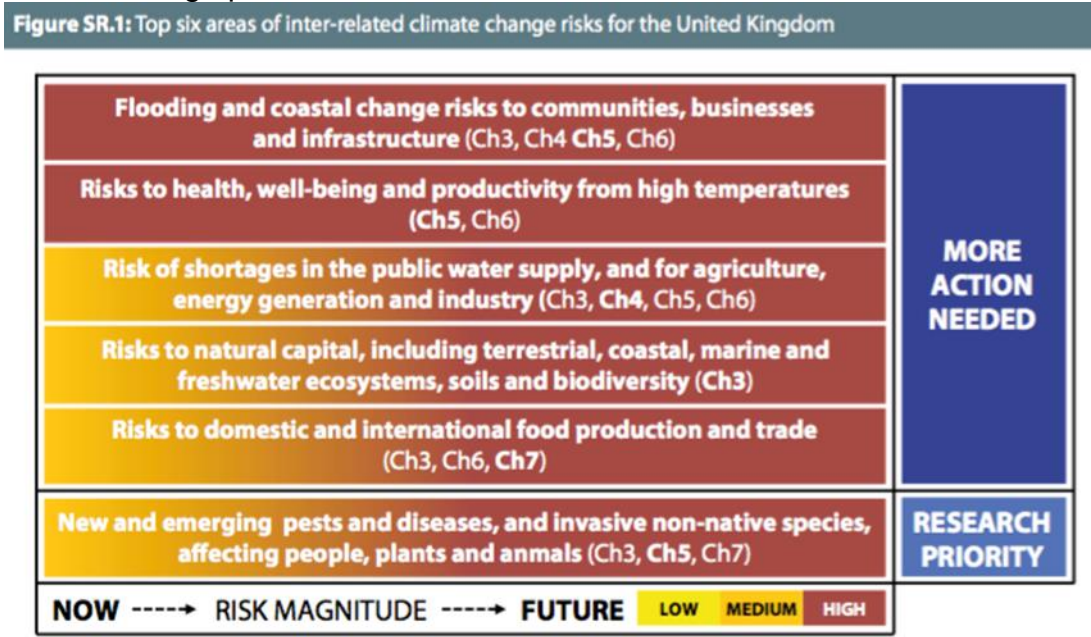 Figure SR.1: Top six areas of inter-related climate change risks for the United Kingdom
Flooding and coastal change risks to communities, businesses
and infrastructure (Ch3, Ch4 Ch5, Ch6)
Risks to health, well-being and productivity from high temperatures
(Ch5, Ch6)
Risk of shortages in the public water supply, and for agriculture,
energy generation and industry (Ch3, Ch4, Ch5, Ch6)
Risks to natural capital, including terrestrial, coastal, marine and
freshwater ecosystems, soils and biodiversity (Ch3)
Risks to domestic and international food production and trade
(Ch3, Ch6, Ch7)
MORE
ACTION
NEEDED
New and emerging pests and diseases, and invasive non-native species,
affecting people, plants and anmals (Ch3, Ch5, Ch7)
RESEARCH
PRIORITY
NOW -----> RISK MAGNITUDE -----> FUTURE LOW MEDIUM HIGH